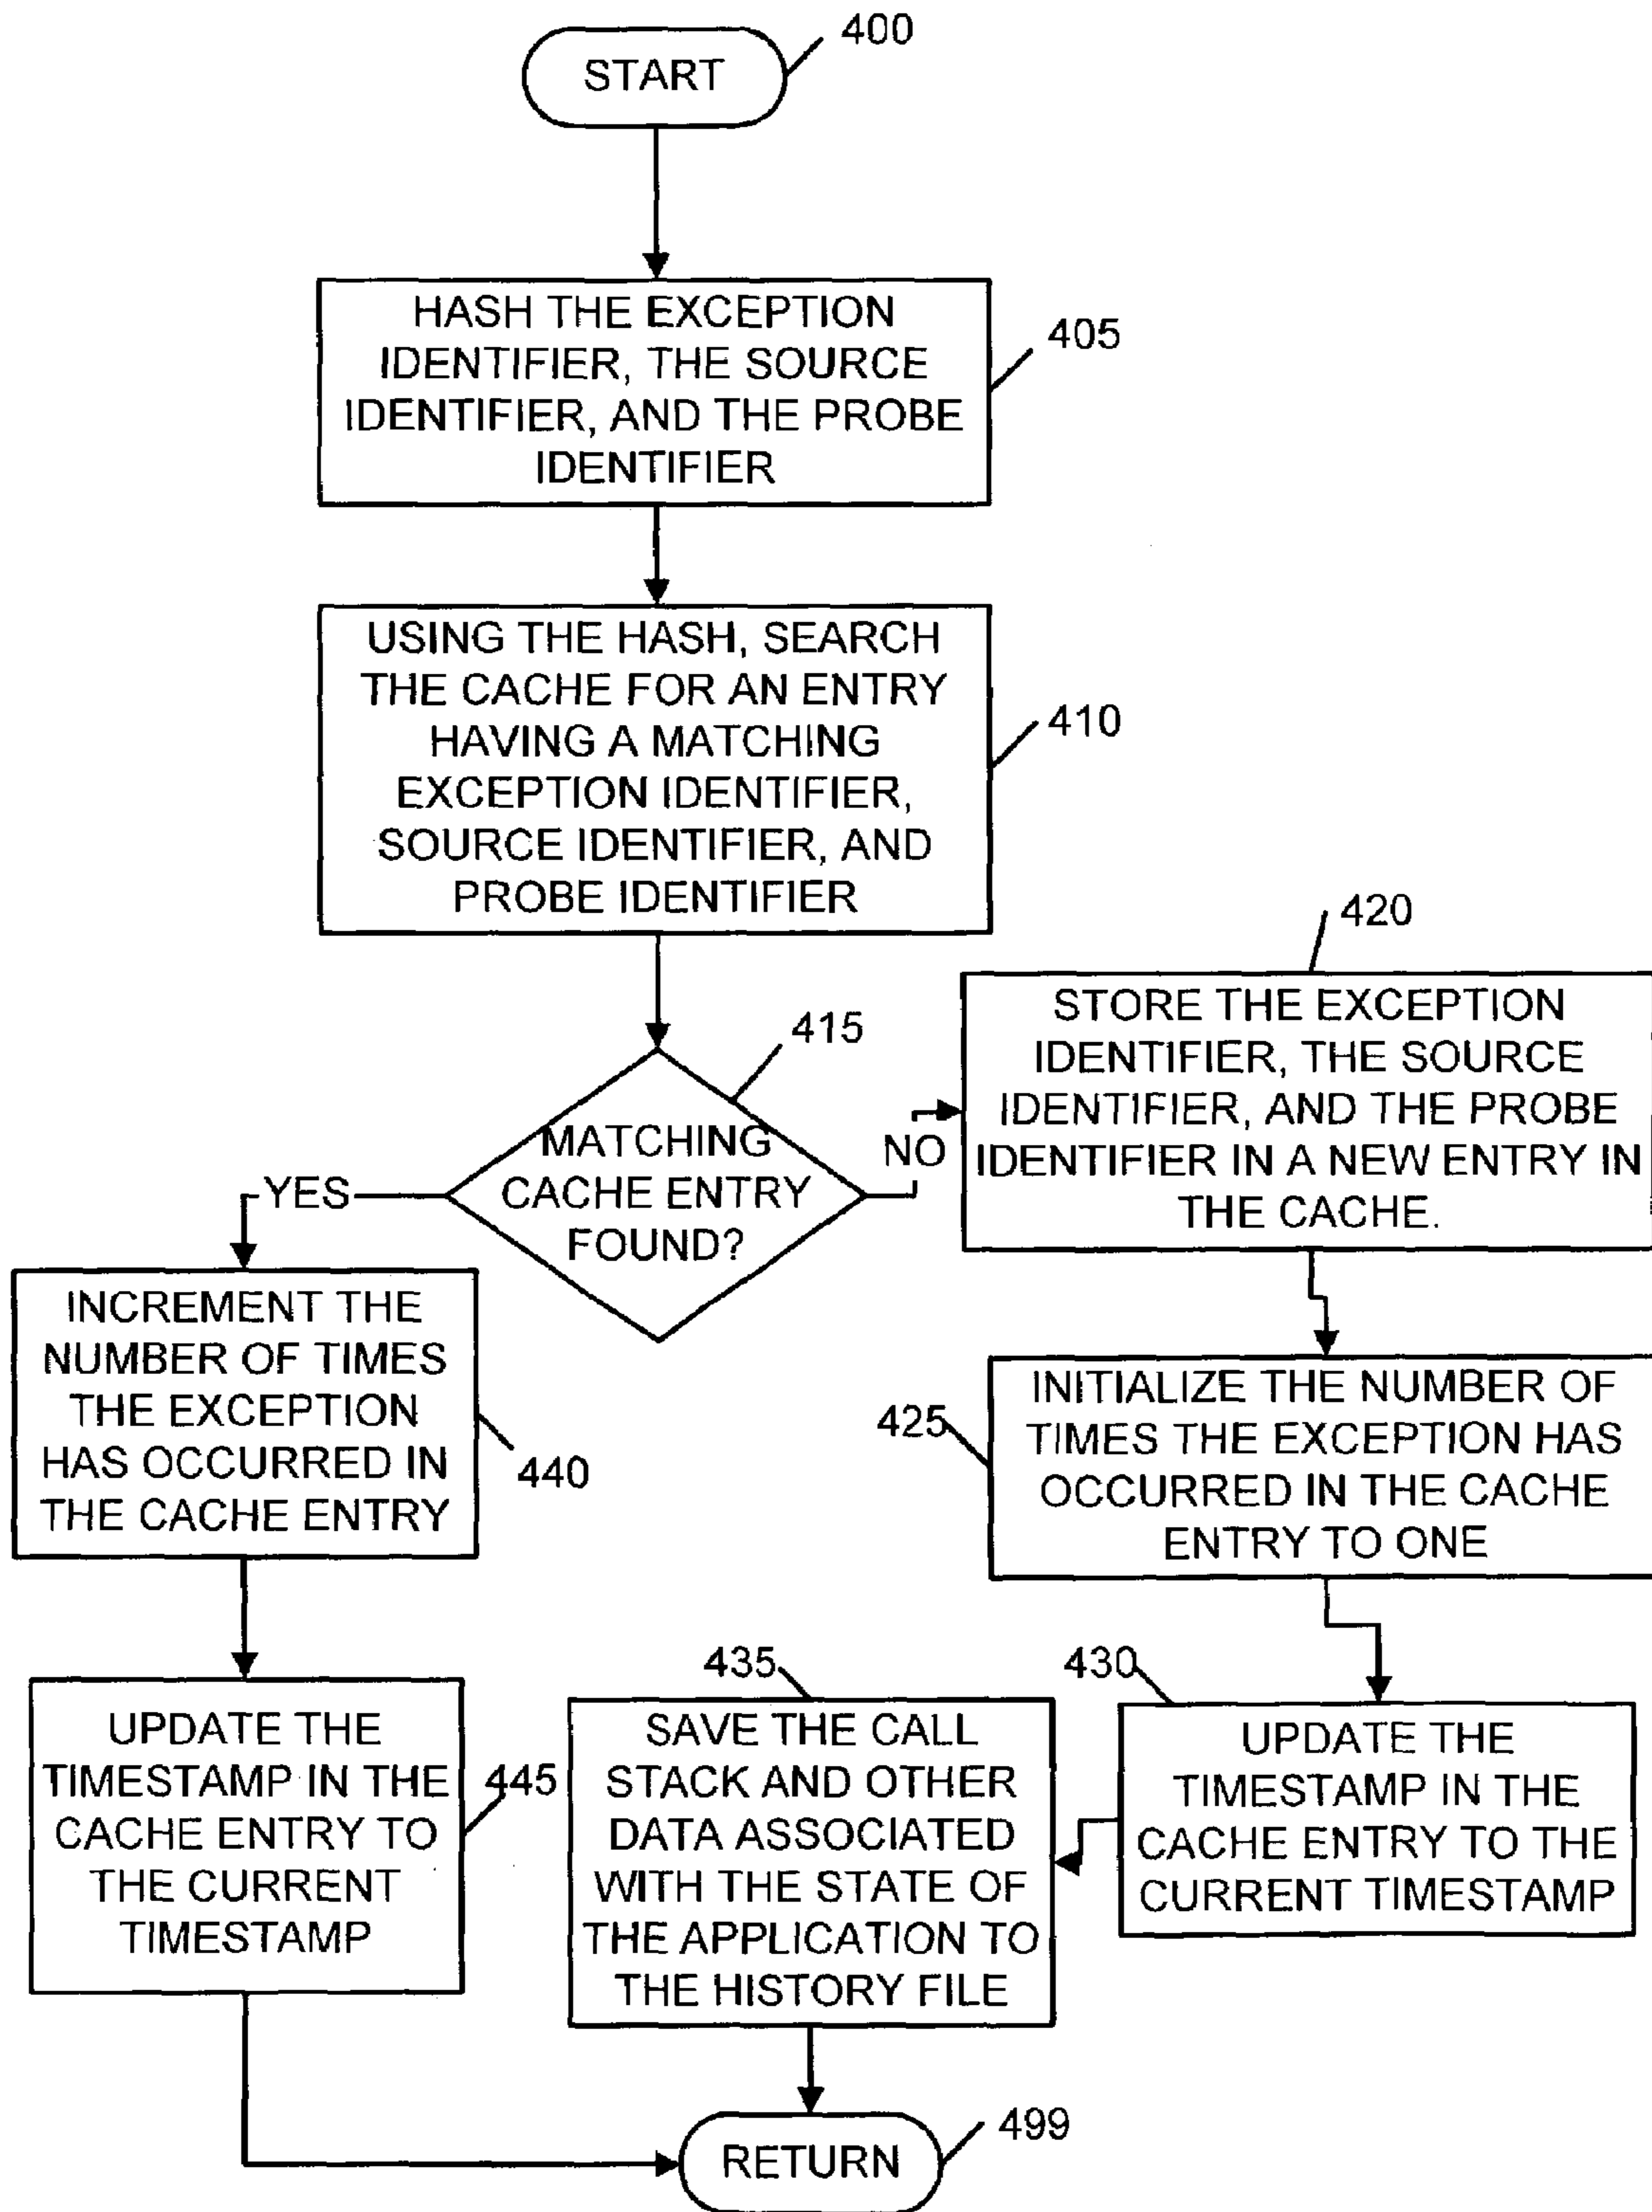 400
START
HASH THE EXCEPTION
IDENTIFIER, THE SOURCE
IDENTIFIER, AND THE PROBE
IDENTIFIER
405
USING THE HASH, SEARCH
THE CACHE FOR AN ENTRY
HAVING A MATCHING
EXCEPTION IDENTIFIER,
SOURCE IDENTIFIER, AND
PROBE IDENTIFIER
410
415
MATCHING
CACHE ENTRY
FOUND?
NO
YES
420
STORE THE EXCEPTION
IDENTIFIER, THE SOURCE
IDENTIFIER, AND THE PROBE
IDENTIFIER IN A NEW ENTRY IN
THE CACHE.
INCREMENT THE
NUMBER OF TIMES
THE EXCEPTION
HAS OCCURRED IN
THE CACHE ENTRY
440
425
INITIALIZE THE NUMBER OF
TIMES THE EXCEPTION HAS
OCCURRED IN THE CACHE
ENTRY TO ONE
UPDATE THE
TIMESTAMP IN THE
CACHE ENTRY TO
THE CURRENT
TIMESTAMP
445
435
SAVE THE CALL
STACK AND OTHER
DATA ASSOCIATED
WITH THE STATE OF
THE APPLICATION TO
THE HISTORY FILE
430
UPDATE THE
TIMESTAMP IN THE
CACHE ENTRY TO THE
CURRENT TIMESTAMP
RETURN
499